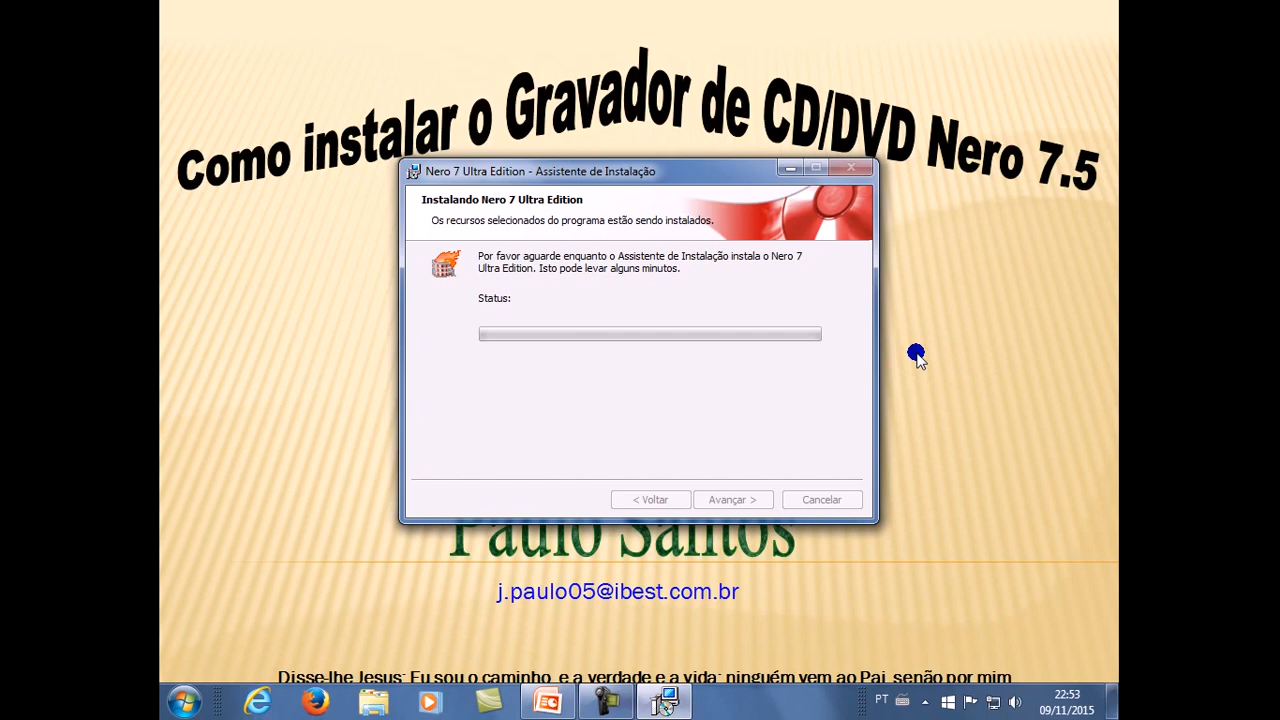 Como instalar o Gravador de CD/DVD Nero 7.5
Nero 7 Ultra Edition - Assistente de Instalação
Instalando Nero 7 Ultra Edition
Os recursos selecionados do programa estão sendo instalados.
Por favor aguarde enquanto o Assistente de Instalação instala o Nero 7
Ultra Edition. Isto pode levar alguns minutos.
Status:
< Voltar
Avançar >
Cancelar
Paulo Santos
j.paulo05@ibest.com.br
Disse-lhe Jesus: Eu sou o caminho, e a verdade e a vida; ninguém vem ao Pai, senão por mim
PT
22:53
09/11/2015